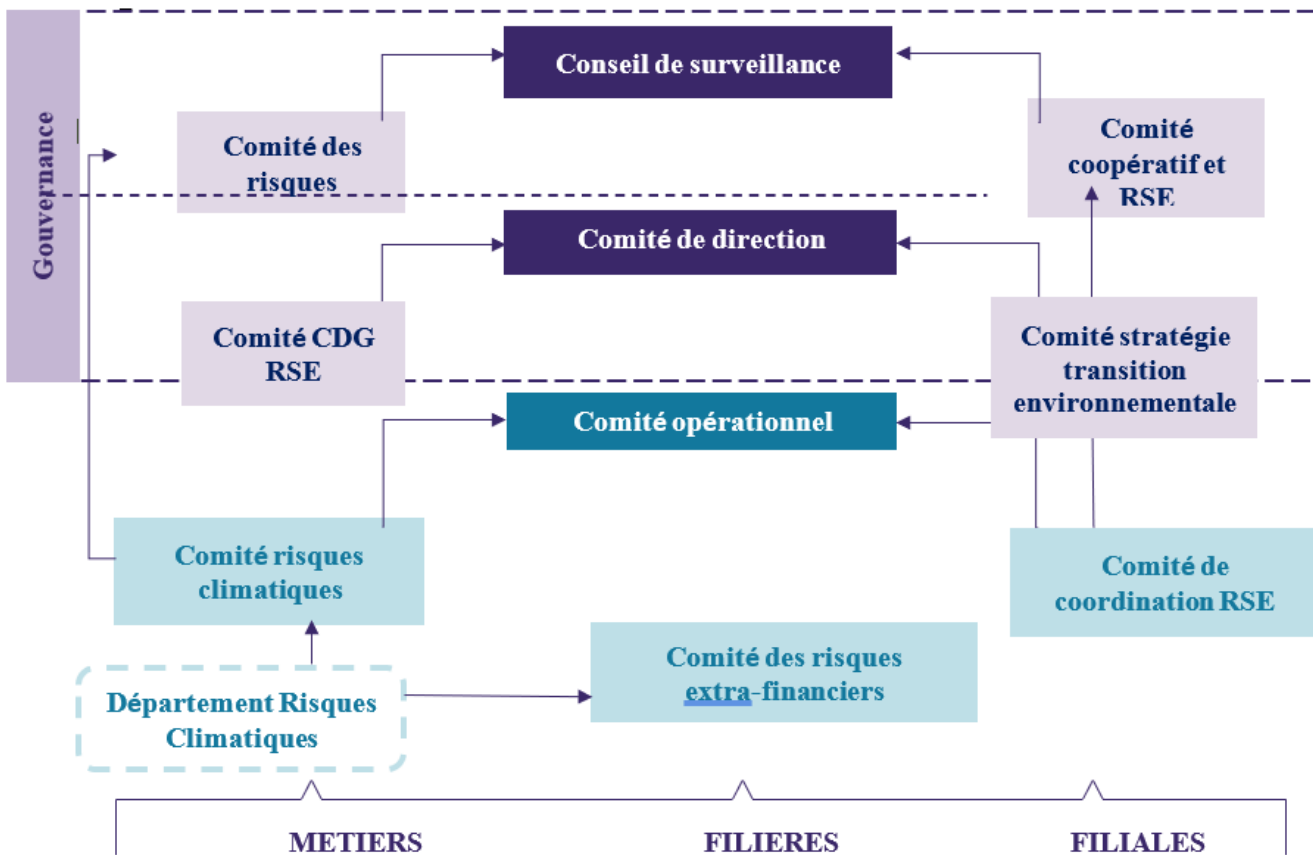 Gouvernance
Conseil de surveillance
Comité des
risques
Comité
coopératif et
RSE
Comité de direction
Comité CDG
RSE
Comité stratégie
transition
environnementale
Comité opérationnel
Comité risques
climatiques
Comité de
coordination RSE
Comité des risques
extra-financiers
Département Risques
Climatiques
METIERS
FILIERES
FILIALES